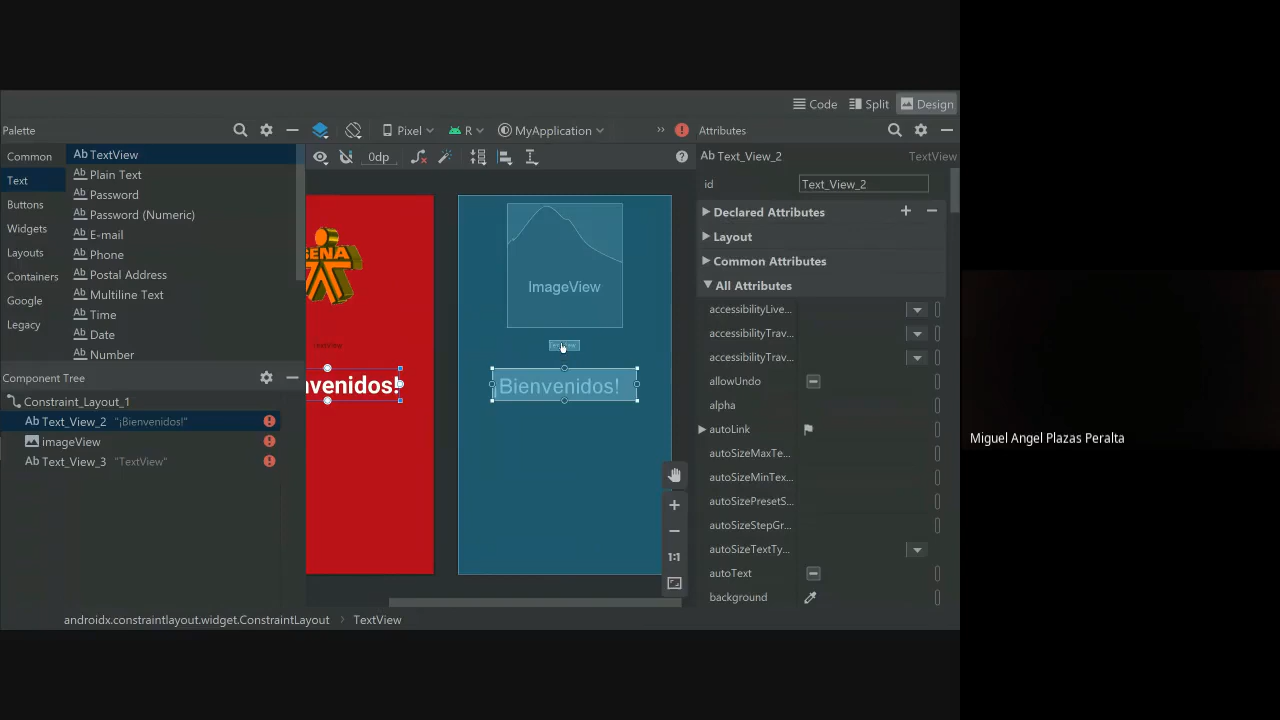 Code
Split
Design
Palette
Pixel
R
MyApplication
Attributes
0dp
Common
Text
Buttons
Widgets
Layouts
Containers
Google
Legacy
Ab TextView
Ab Plain Text
Ab Password
Ab Password (Numeric)
Ab E-mail
Ab Phone
Ab Postal Address
Ab Multiline Text
Ab Time
Ab Date
Ab Number
Component Tree
Constraint_Layout_1
Ab Text_View_2 "¡Bienvenidos!"
imageView
Ab Text_View_3 "TextView"
SENA
TextView
nvenidos!
ImageView
¡Bienvenidos!
1:1
Ab Text_View_2 TextView
id Text_View_2
Declared Attributes
Layout
Common Attributes
All Attributes
accessibilityLive...
accessibilityTrav...
accessibilityTrav...
allowUndo
alpha
autoLink
autoSizeMaxTe...
autoSizeMinTex...
autoSizePresetS...
autoSizeStepGr...
autoSizeTextTy...
autoText
background
androidx.constraintlayout.widget.ConstraintLayout › TextView
Miguel Angel Plazas Peralta